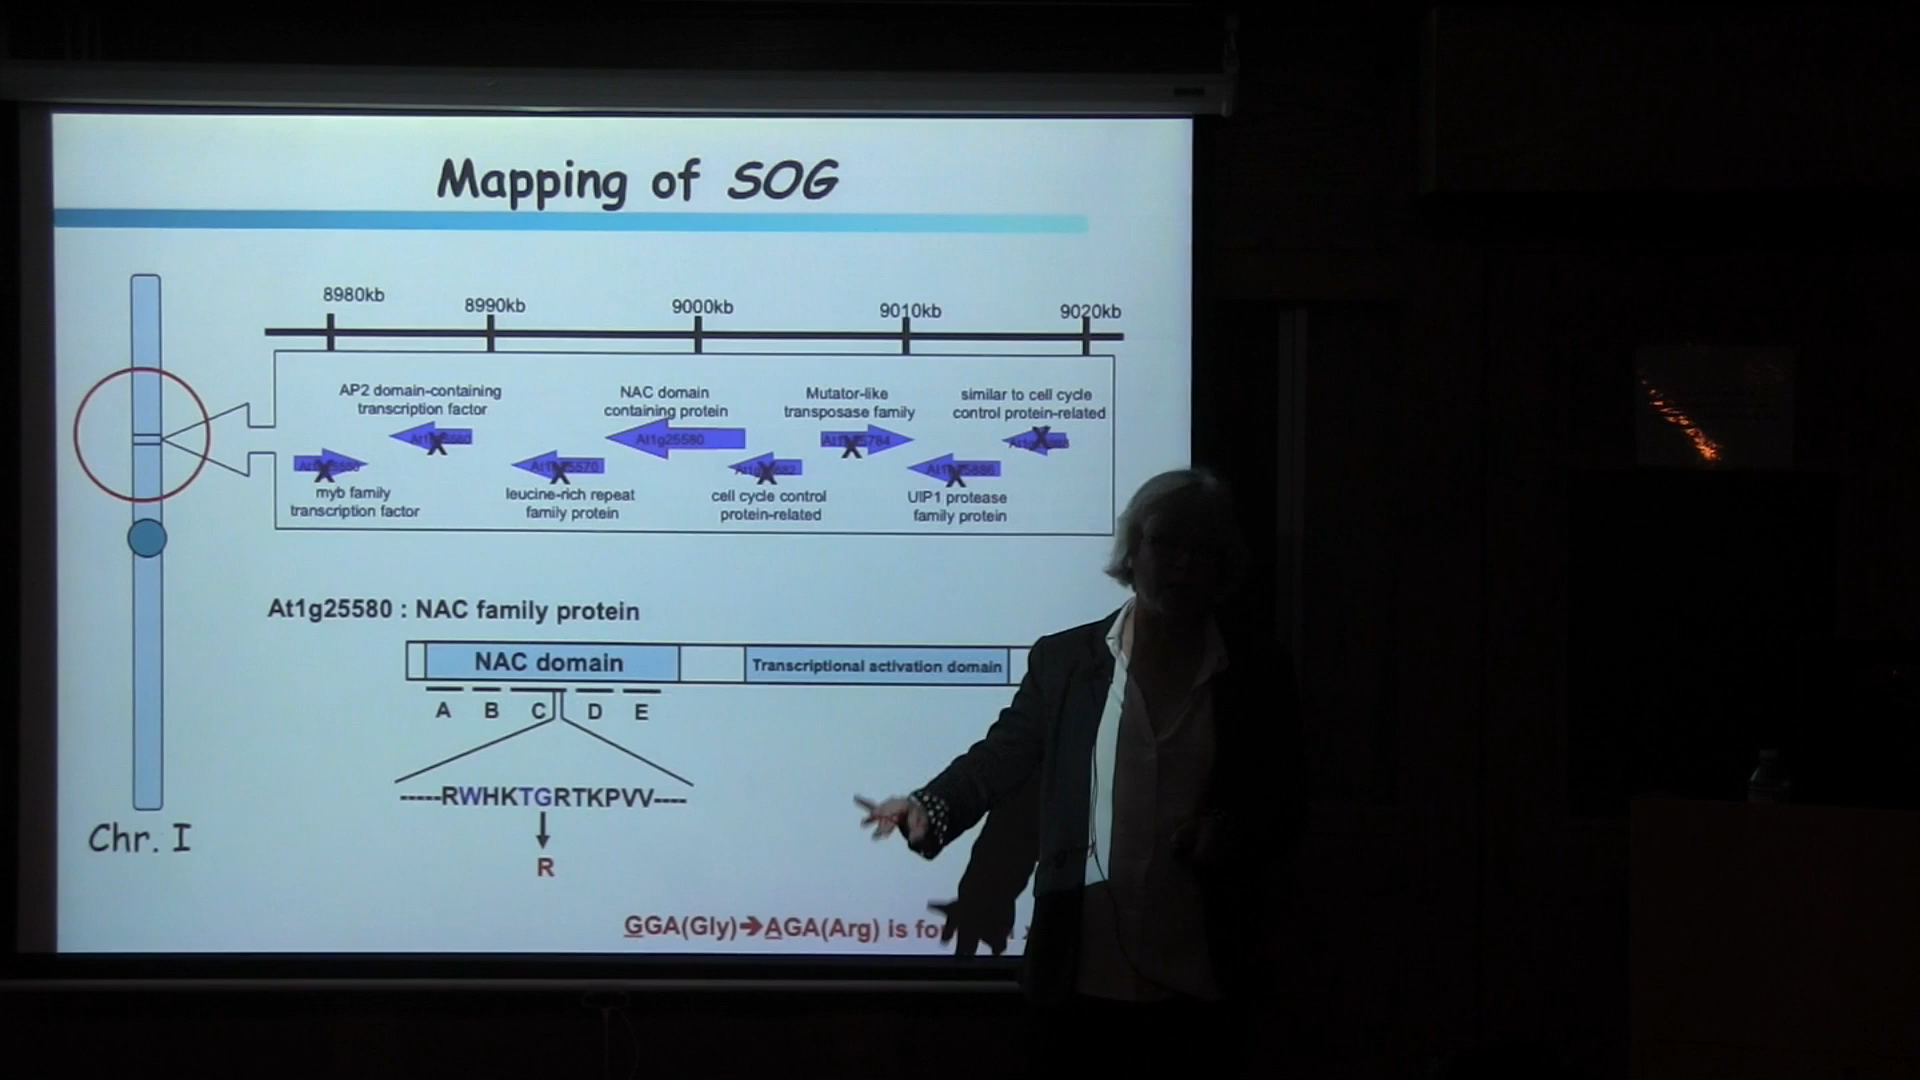 Mapping of SOG
8980kb
8990kb
9000kb
9010kb
9020kb
AP2 domain-containing
transcription factor
NAC domain
containing protein
Mutator-like
transposase family
similar to cell cycle
control protein-related
At1g25580
myb family
transcription factor
leucine-rich repeat
family protein
cell cycle control
protein-related
UIP1 protease
family protein
At1g25580 : NAC family protein
NAC domain
Transcriptional activation domain
A B C D E
-----RWHKTGRTKPVV----
R
Chr. I
GGA(Gly)➔AGA(Arg) is